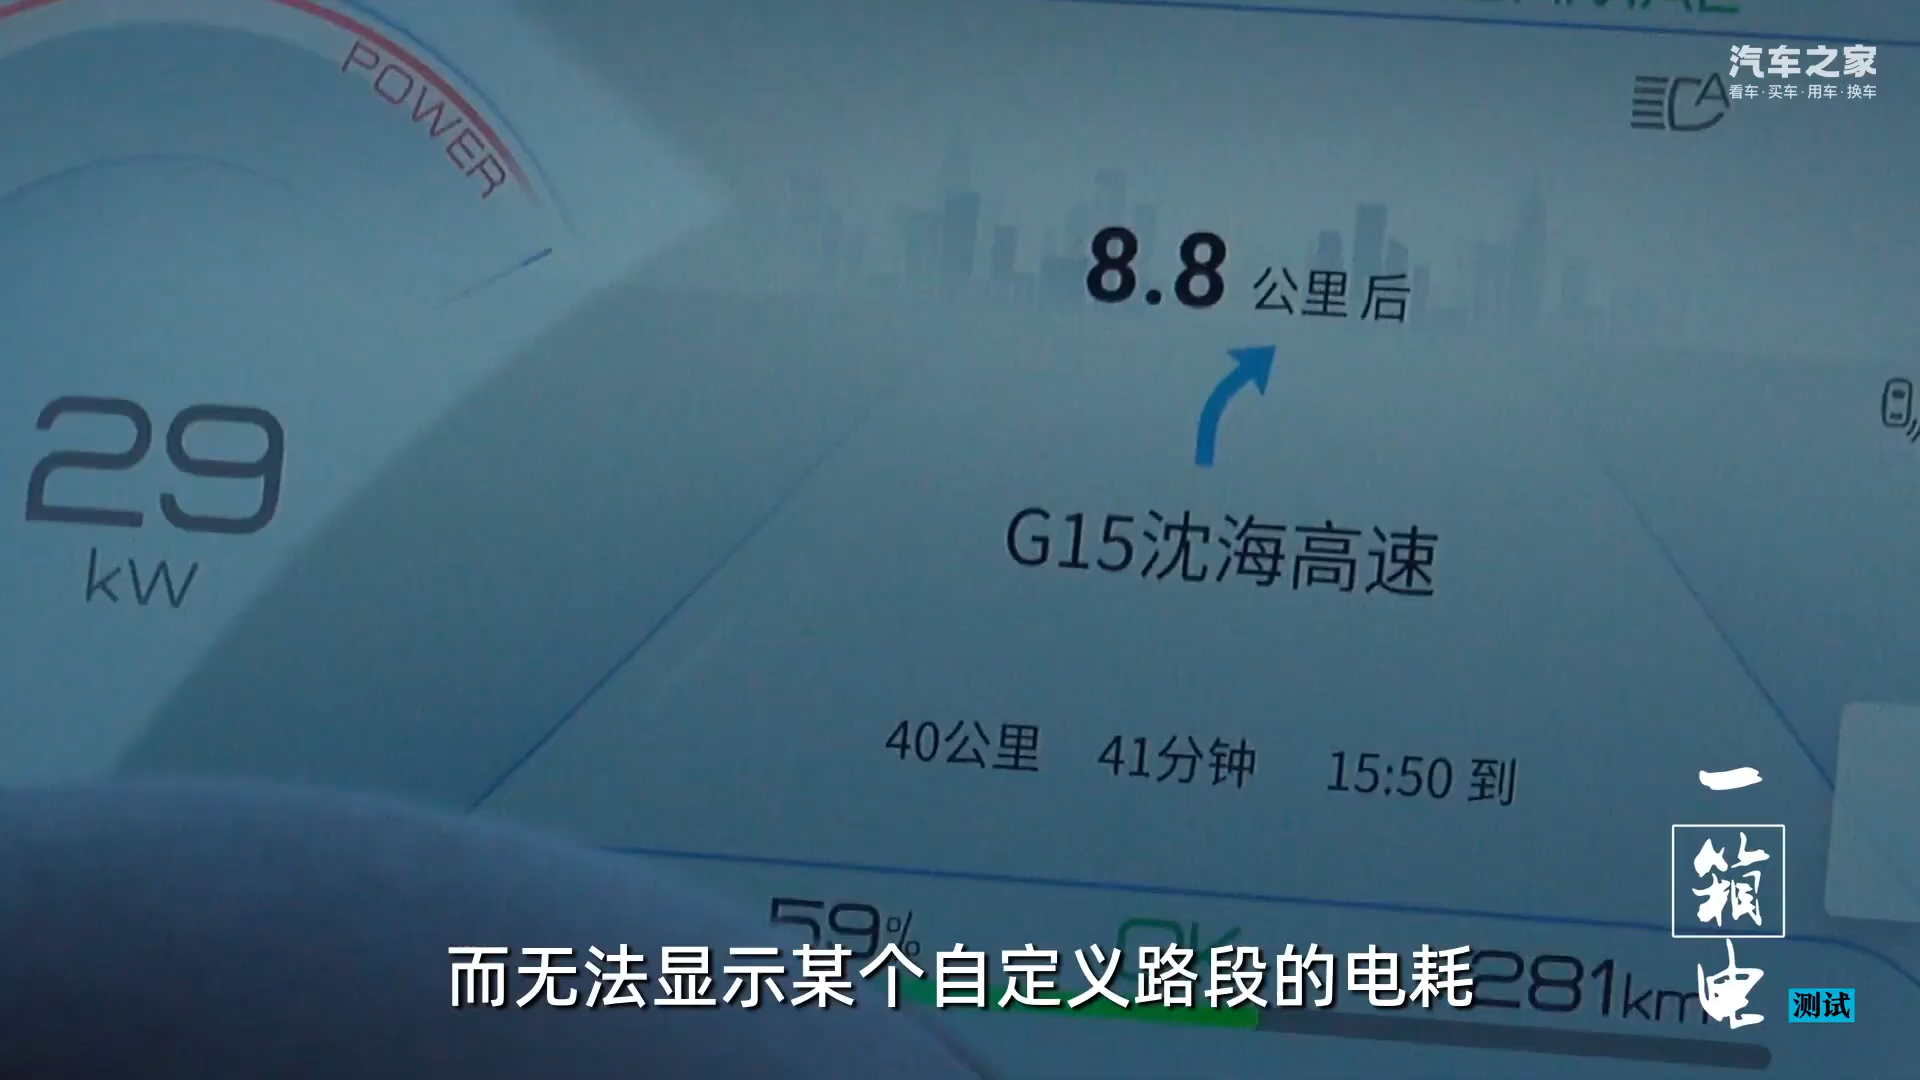 汽车之家
看车·买车·用车·换车
POWER
8.8 公里后
29
kW
G15沈海高速
40公里 41分钟 15:50 到
59%
OK
281km
而无法显示某个自定义路段的电耗
一箱电
测试